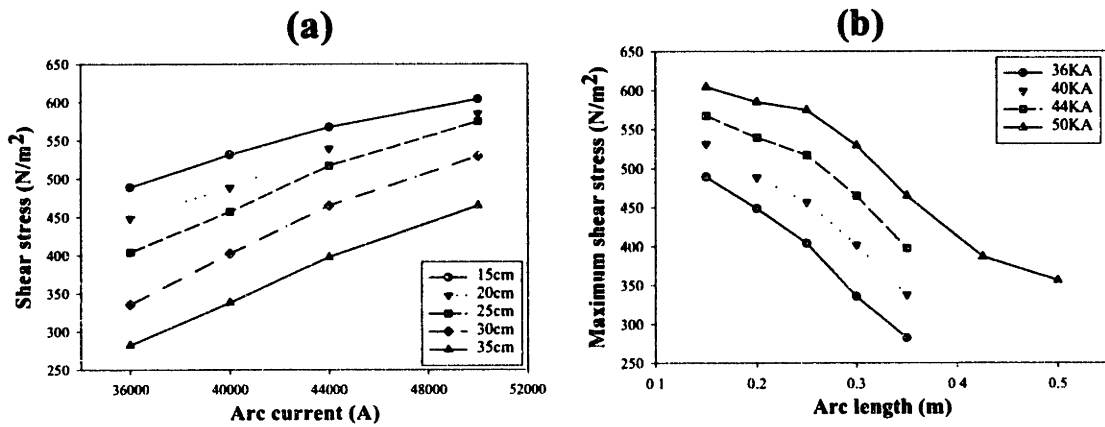 (a)
Shear stress (N/m²)
650
600
550
500
450
400
350
300
250
15cm
20cm
25cm
30cm
35cm
36000 40000 44000 48000 52000
Arc current (A)
(b)
Maximum shear stress (N/m²)
650
600
550
500
450
400
350
300
250
36KA
40KA
44KA
50KA
0 1 0.2 0.3 0 4 0.5
Arc length (m)